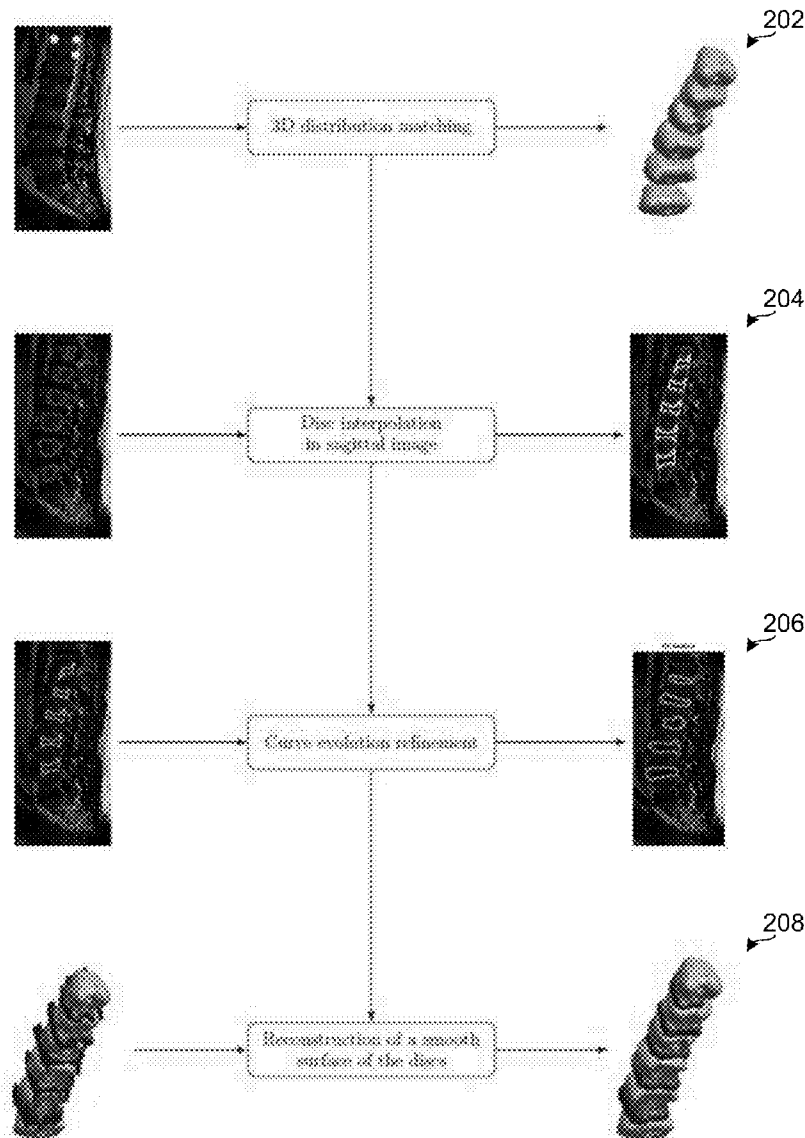 202
3D distribution matching
204
Disc interpolation
in sagittal image
206
Curve evolution refinement
208
Reconstruction of a smooth
surface of the discs